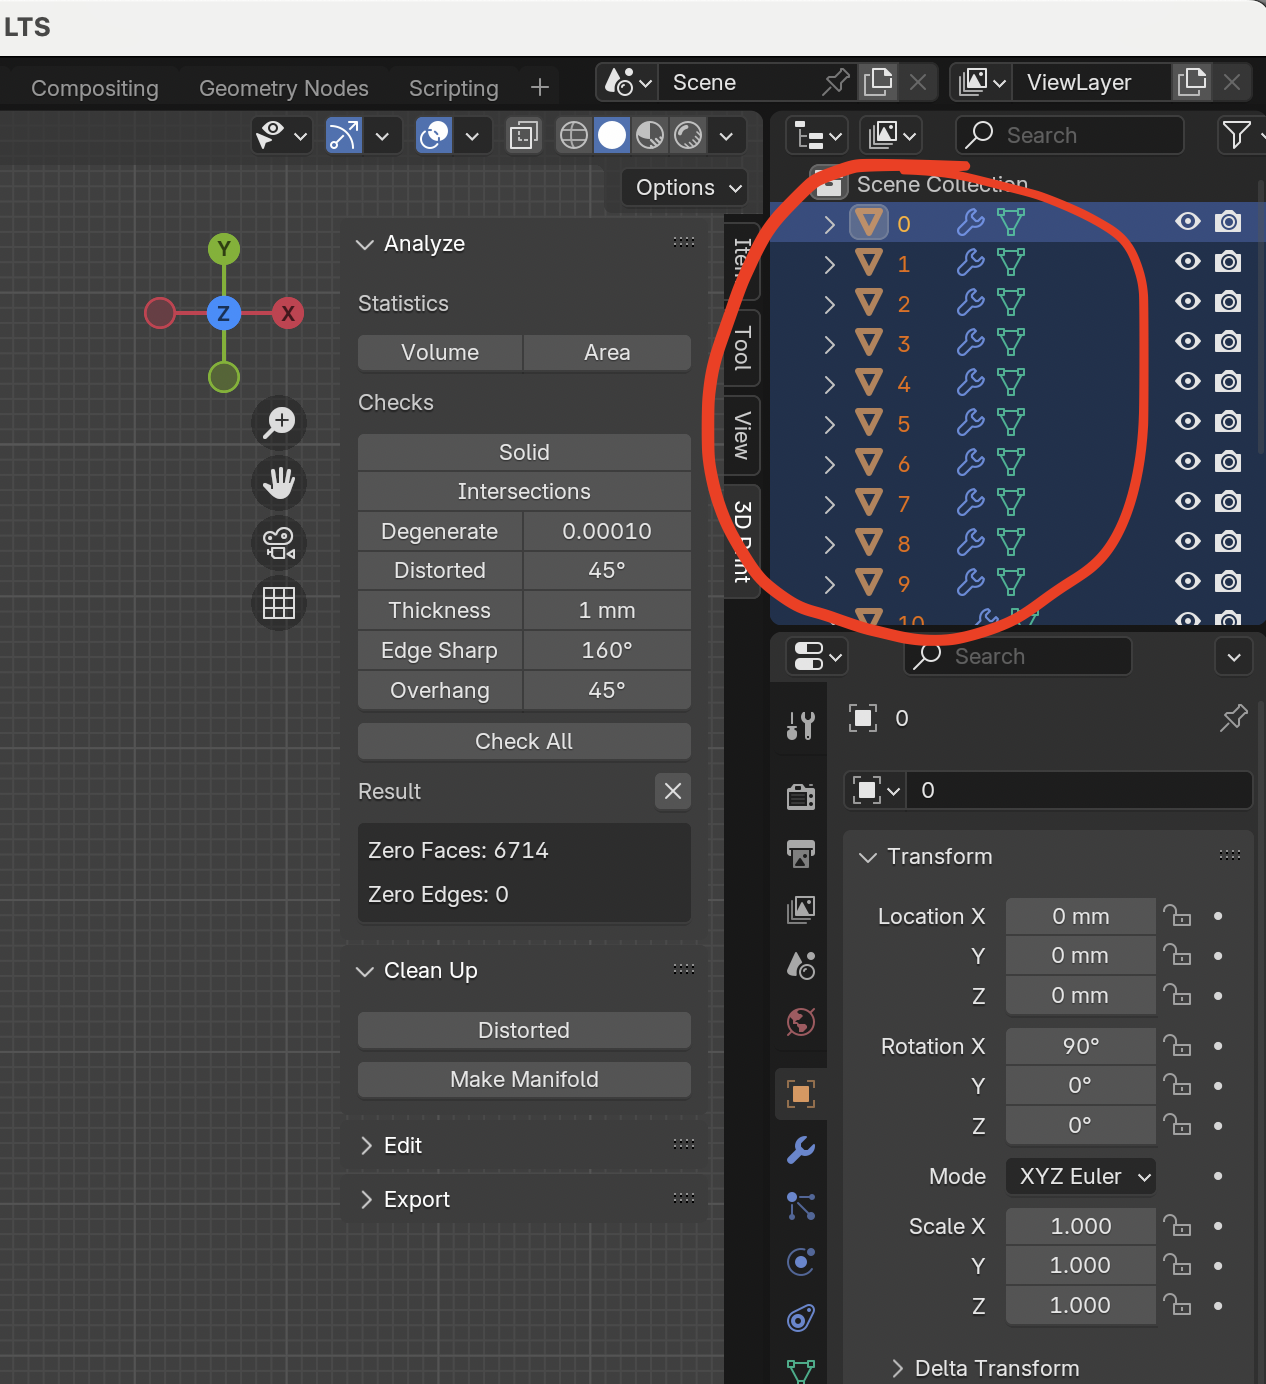 LTS
Compositing Geometry Nodes Scripting Scene ViewLayer
Search
Options
Scene Collection
0
1
2
3
4
5
6
7
8
9
10
Y
Z X
Analyze
Statistics
Volume Area
Checks
Solid
Intersections
Degenerate 0.00010
Distorted 45°
Thickness 1 mm
Edge Sharp 160°
Overhang 45°
Check All
Result
Zero Faces: 6714
Zero Edges: 0
Clean Up
Distorted
Make Manifold
Edit
Export
Item
Tool
View
3D Print
Search
0
0
Transform
Location X 0 mm
Y 0 mm
Z 0 mm
Rotation X 90°
Y 0°
Z 0°
Mode XYZ Euler
Scale X 1.000
Y 1.000
Z 1.000
Delta Transform